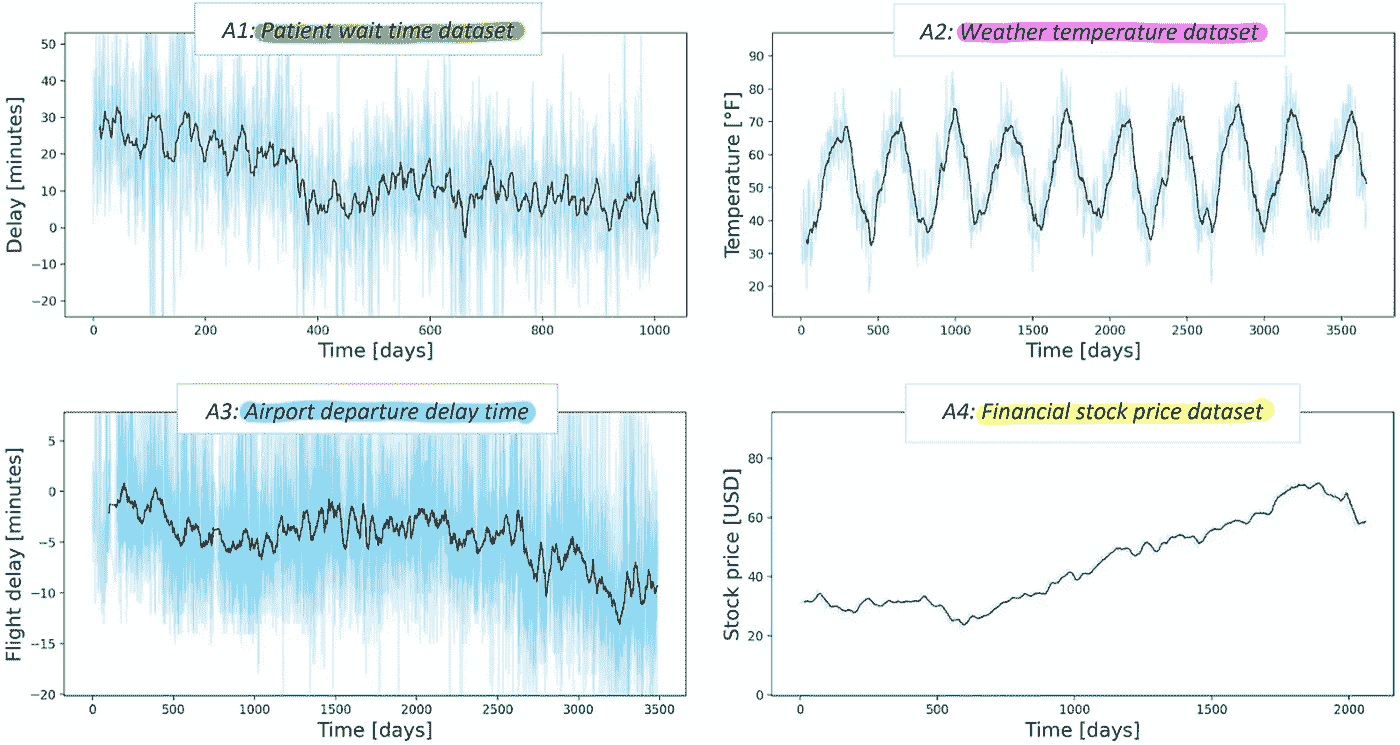 A1: Patient wait time dataset
50
40
30
20
10
0
−10
−20
Delay [minutes]
0 200 400 600 800 1000
Time [days]
A2: Weather temperature dataset
90
80
70
60
50
40
30
20
Temperature [°F]
0 500 1000 1500 2000 2500 3000 3500
Time [days]
A3: Airport departure delay time
5
0
−5
−10
−15
−20
Flight delay [minutes]
0 500 1000 1500 2000 2500 3000 3500
Time [days]
A4: Financial stock price dataset
80
60
40
20
0
Stock price [USD]
0 500 1000 1500 2000
Time [days]